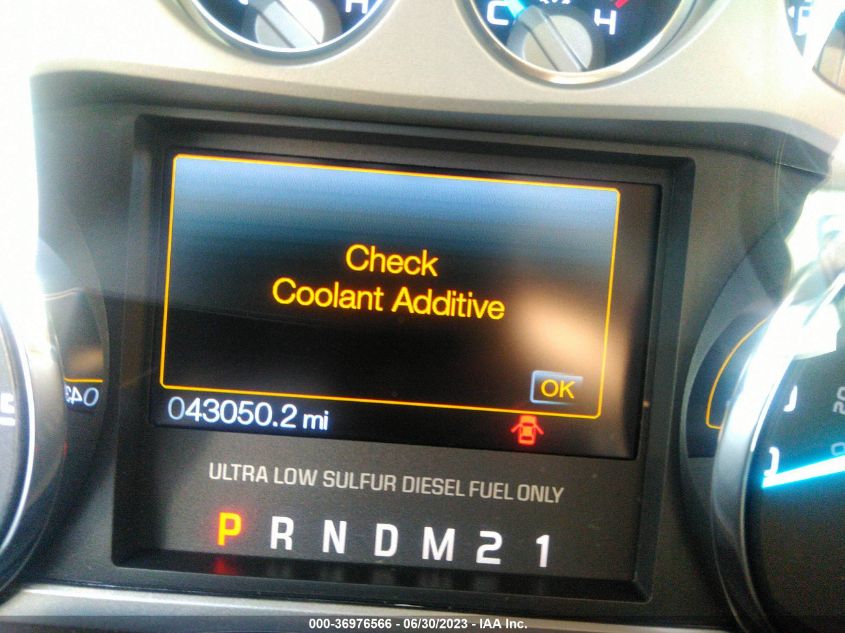 H
C
4
Check
Coolant Additive
OK
043050.2 mi
ULTRA LOW SULFUR DIESEL FUEL ONLY
P R N D M 2 1
000-36976566 - 06/30/2023 - IAA Inc.